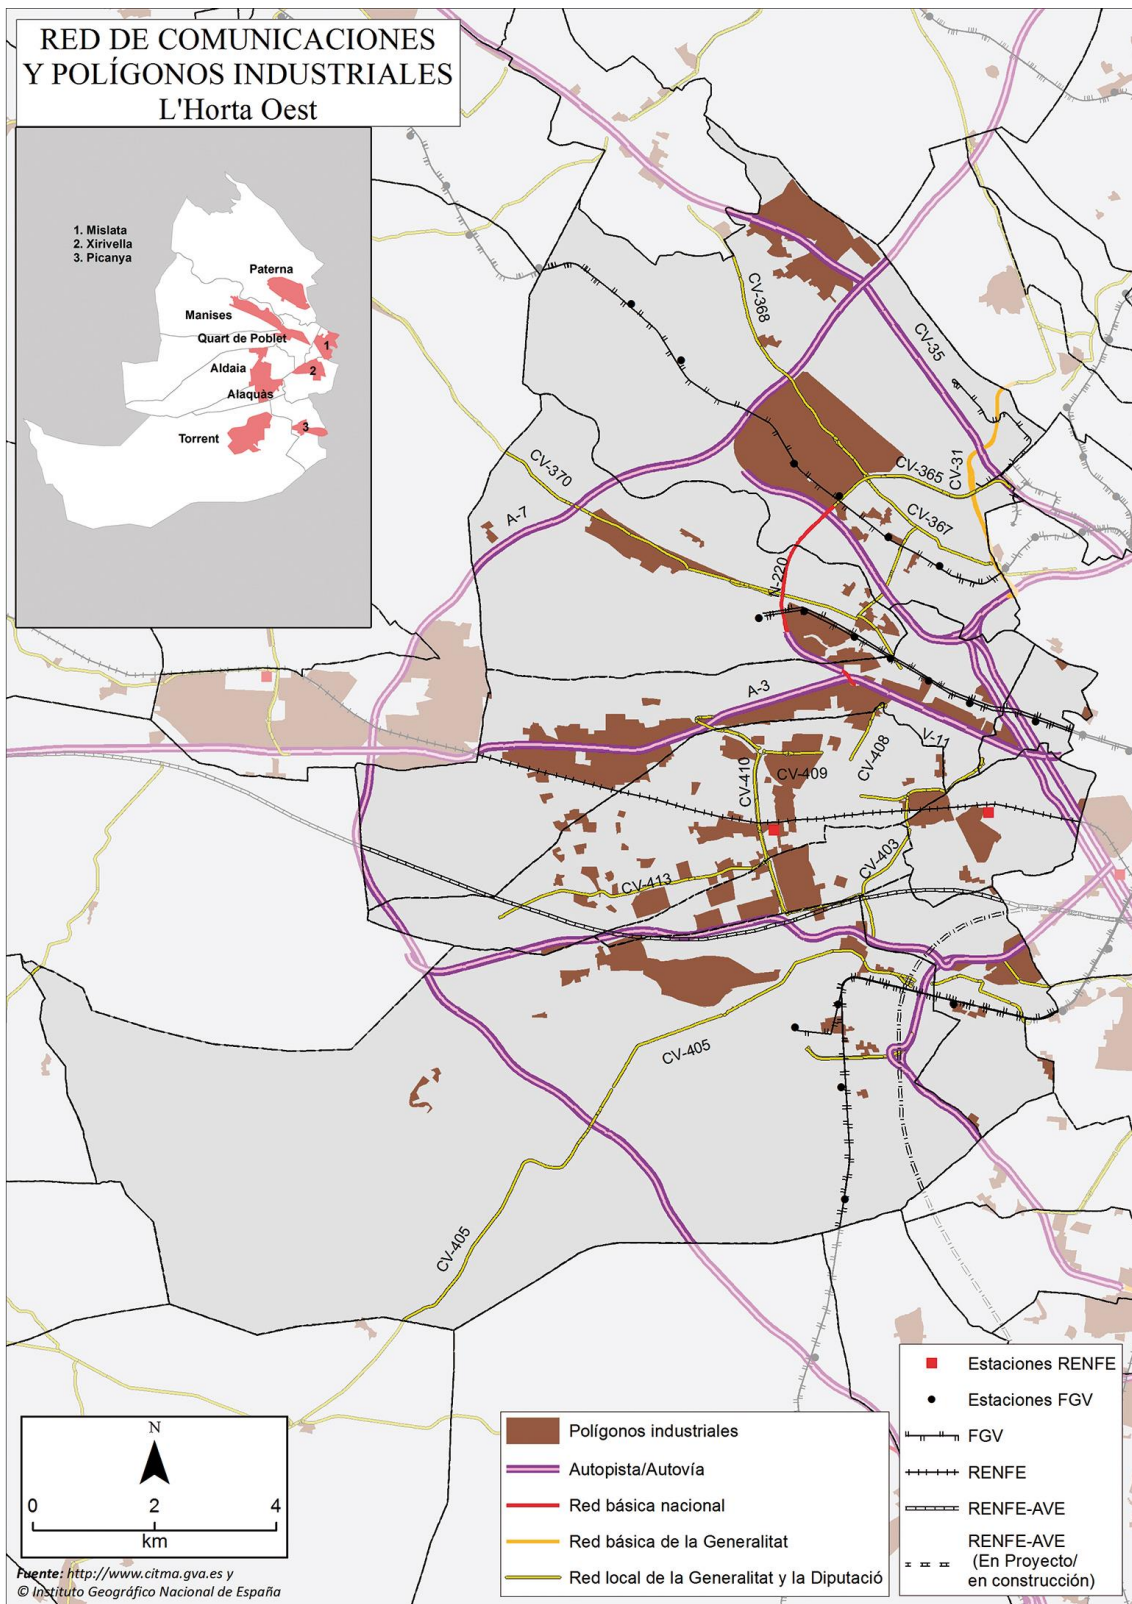 RED DE COMUNICACIONES
Y POLÍGONOS INDUSTRIALES
L'Horta Oest
1. Mislata
2. Xirivella
3. Picanya
Paterna
Manises
Quart de Poblet
1
Aldaia
2
Alaquàs
3
Torrent
CV-368
CV-35
CV-31
CV-365
CV-370
A-7
CV-367
N-220
A-3
V-11
CV-408
CV-410
CV-409
CV-403
CV-413
CV-405
CV-405
N
0 2 4
km
Fuente: http://www.citma.gva.es y
© Instituto Geográfico Nacional de España
Polígonos industriales
Autopista/Autovía
Red básica nacional
Red básica de la Generalitat
Red local de la Generalitat y la Diputació
Estaciones RENFE
Estaciones FGV
FGV
RENFE
RENFE-AVE
RENFE-AVE
(En Proyecto/
en construcción)